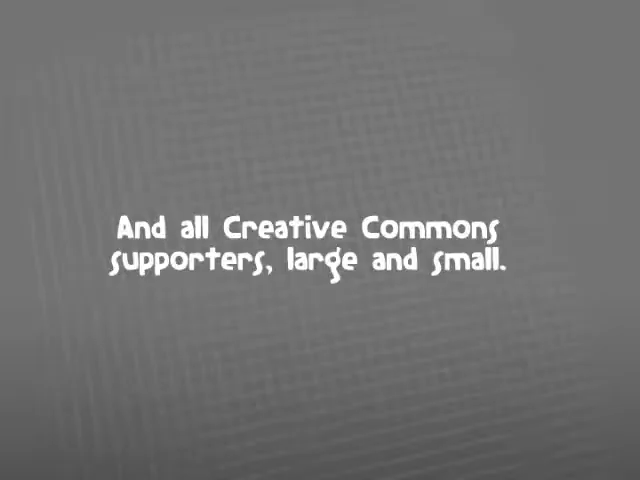 And all Creative Commons
supporters, large and small.